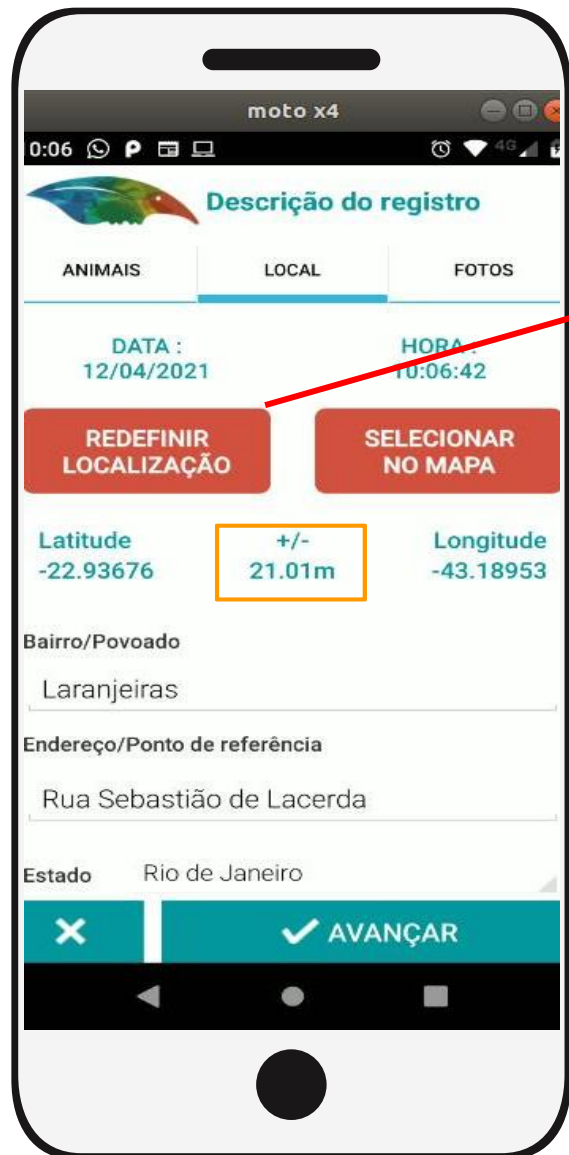 moto x4
0:06 4G
Descrição do registro
ANIMAIS LOCAL FOTOS
DATA : HORA :
12/04/2021 10:06:42
REDEFINIR SELECIONAR
LOCALIZAÇÃO NO MAPA
Latitude +/- Longitude
-22.93676 21.01m -43.18953
Bairro/Povoado
Laranjeiras
Endereço/Ponto de referência
Rua Sebastião de Lacerda
Estado Rio de Janeiro
AVANÇAR